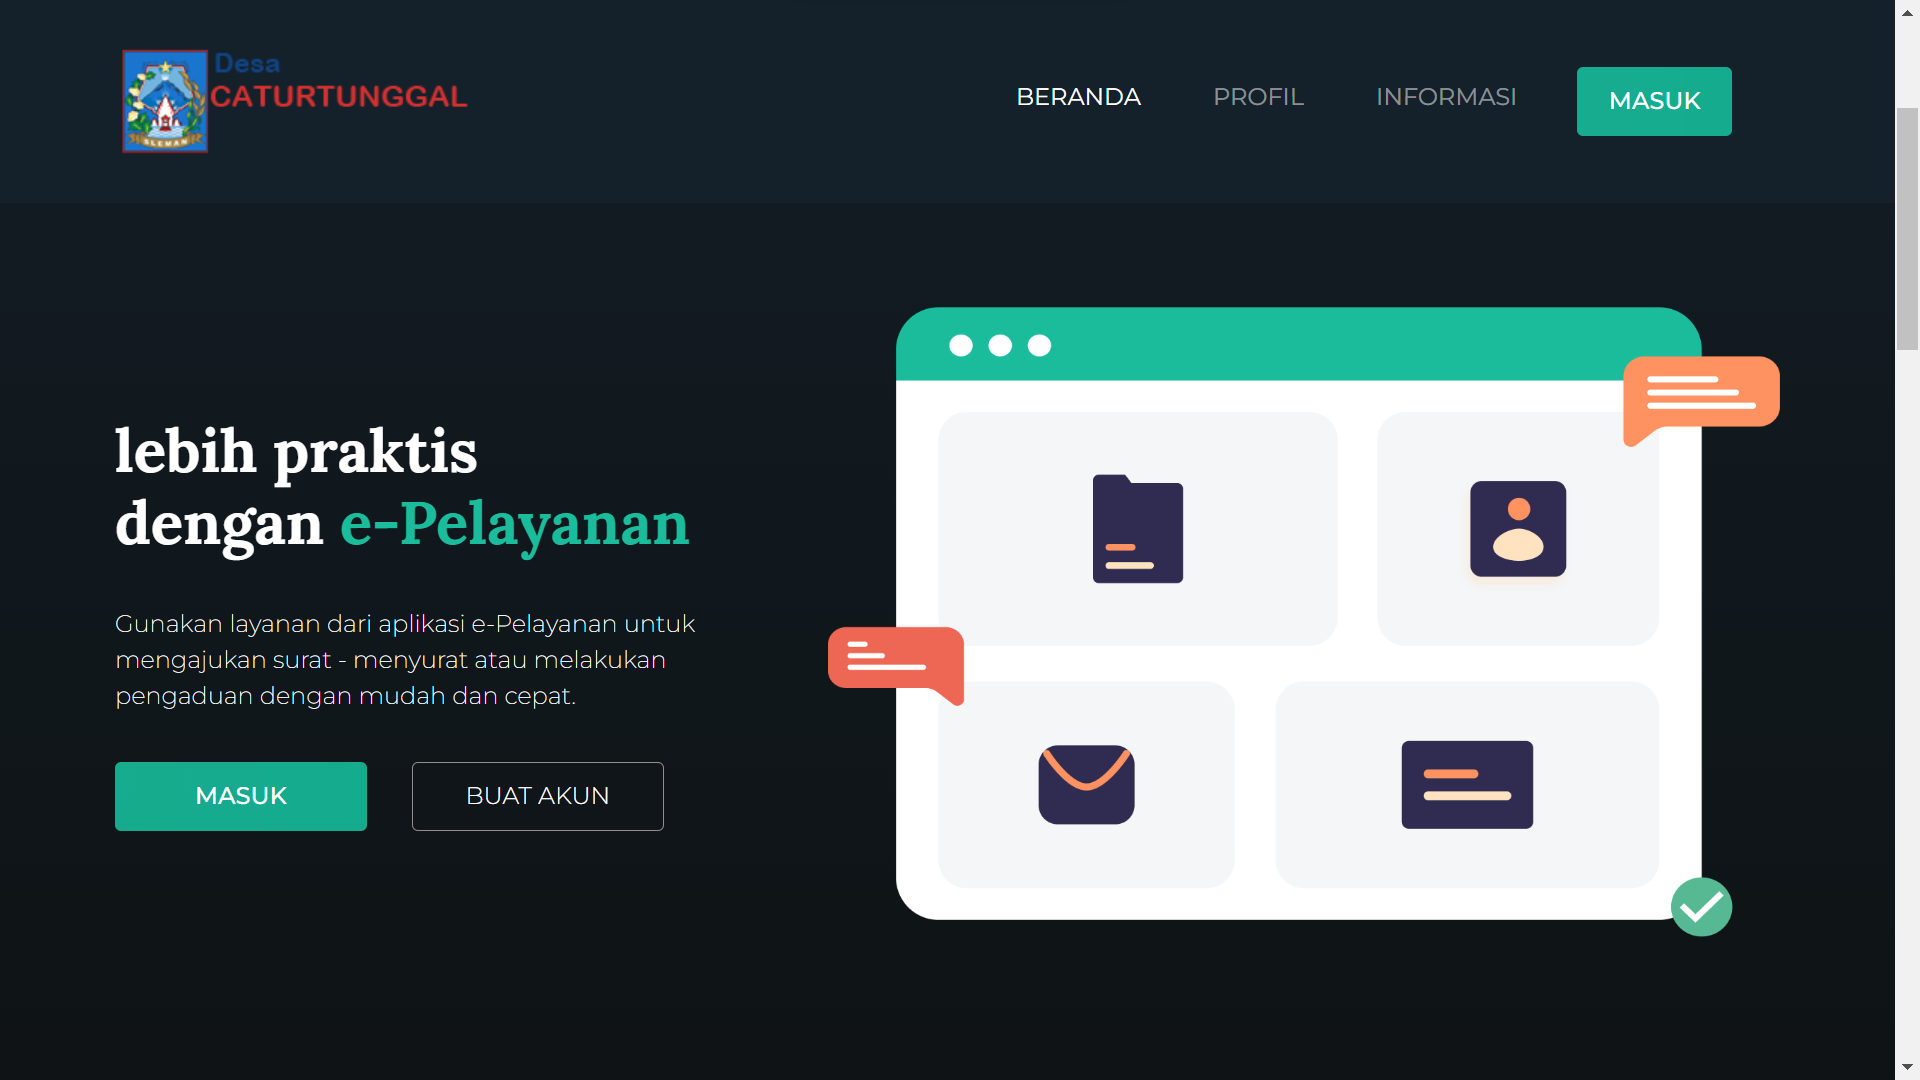 Desa
CATURTUNGGAL
SLEMAN
BERANDA
PROFIL
INFORMASI
MASUK
lebih praktis
dengan e-Pelayanan
Gunakan layanan dari aplikasi e-Pelayanan untuk
mengajukan surat - menyurat atau melakukan
pengaduan dengan mudah dan cepat.
MASUK
BUAT AKUN